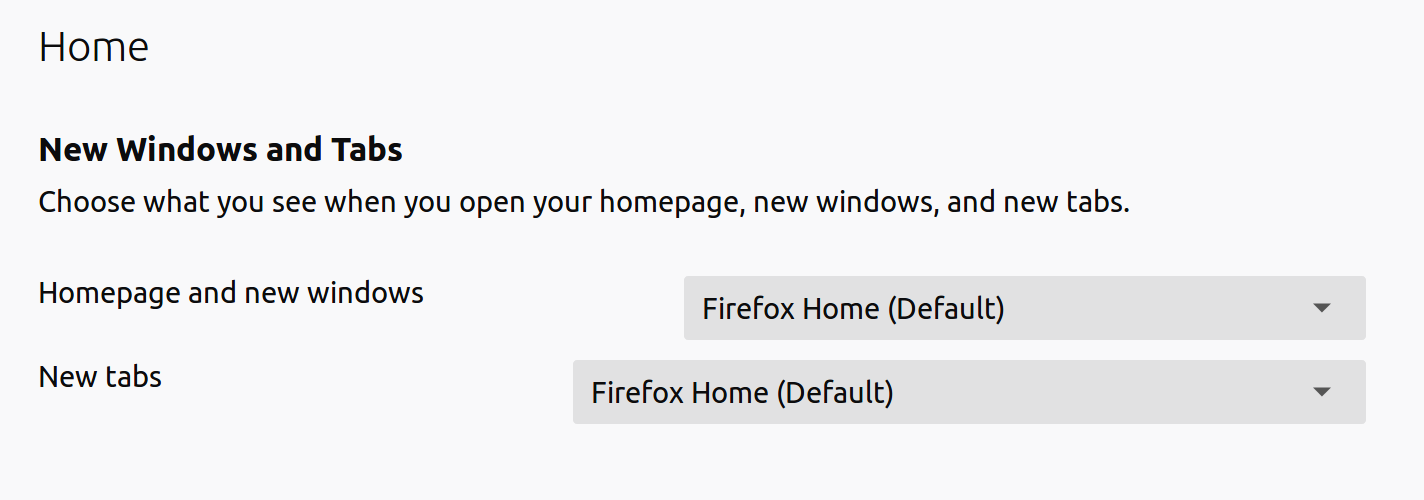 Home
New Windows and Tabs
Choose what you see when you open your homepage, new windows, and new tabs.
Homepage and new windows
Firefox Home (Default)
New tabs
Firefox Home (Default)